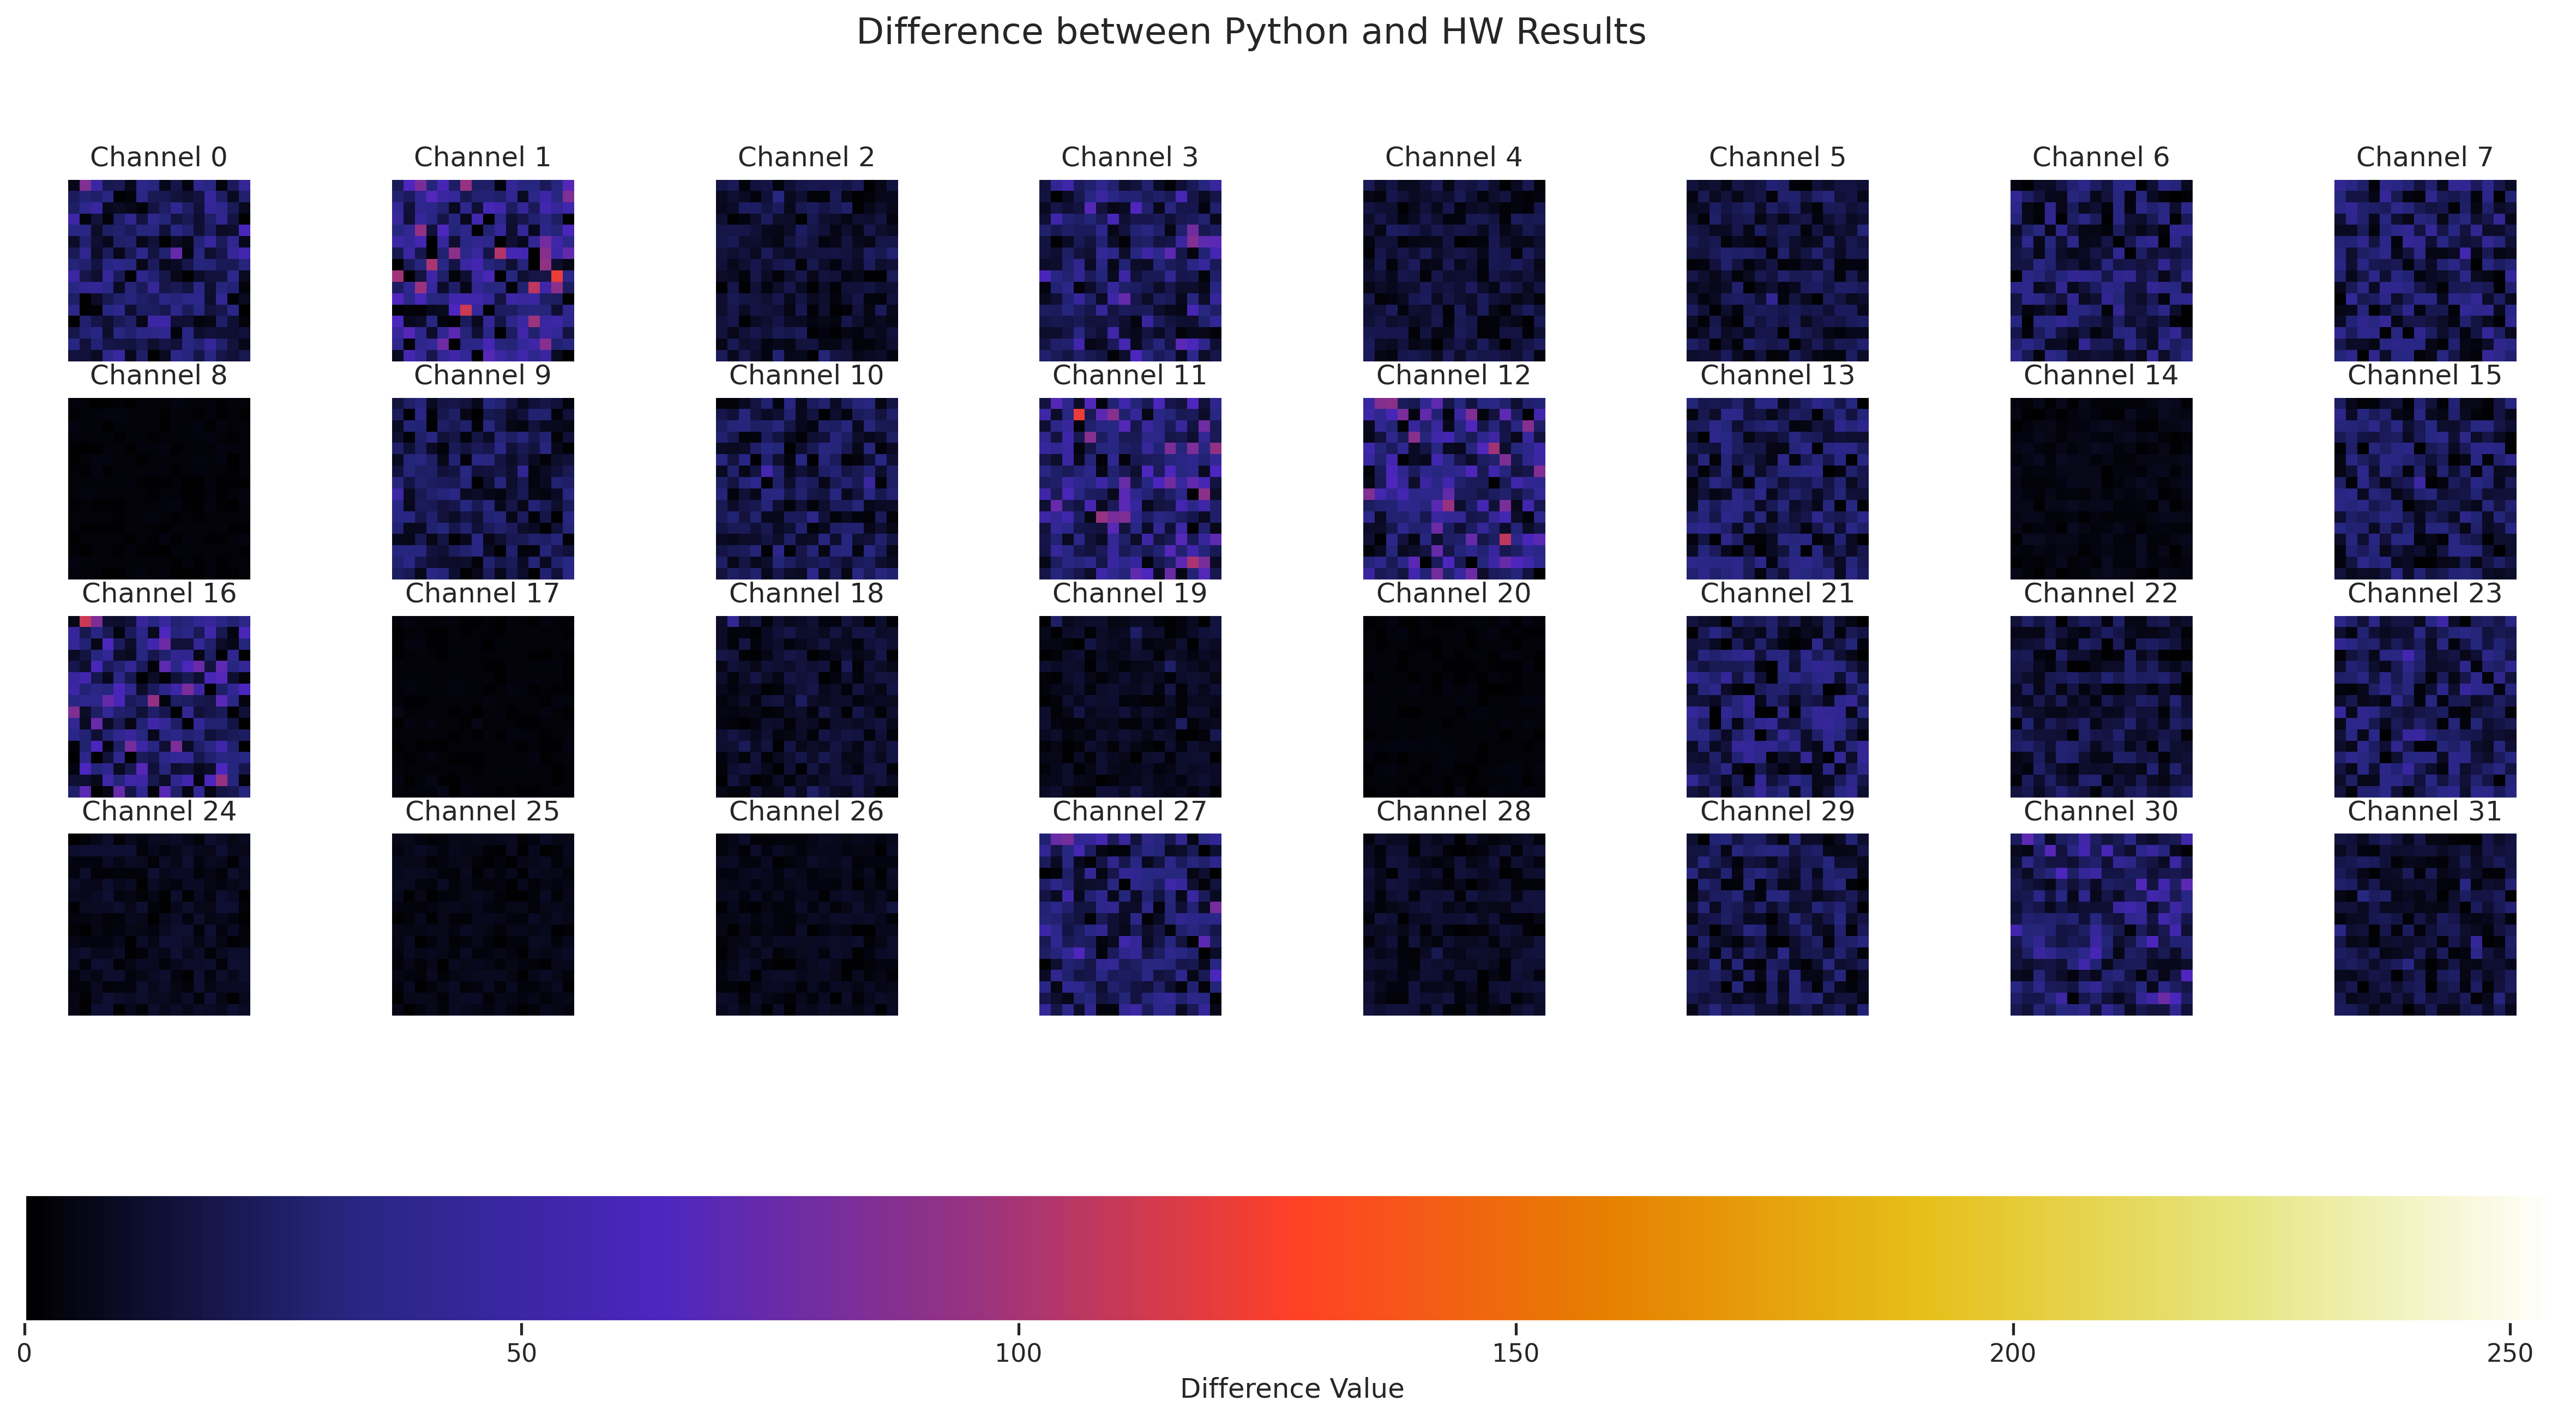 Difference between Python and HW Results
Channel 0 Channel 1 Channel 2 Channel 3 Channel 4 Channel 5 Channel 6 Channel 7
Channel 8 Channel 9 Channel 10 Channel 11 Channel 12 Channel 13 Channel 14 Channel 15
Channel 16 Channel 17 Channel 18 Channel 19 Channel 20 Channel 21 Channel 22 Channel 23
Channel 24 Channel 25 Channel 26 Channel 27 Channel 28 Channel 29 Channel 30 Channel 31
0 50 100 150 200 250
Difference Value